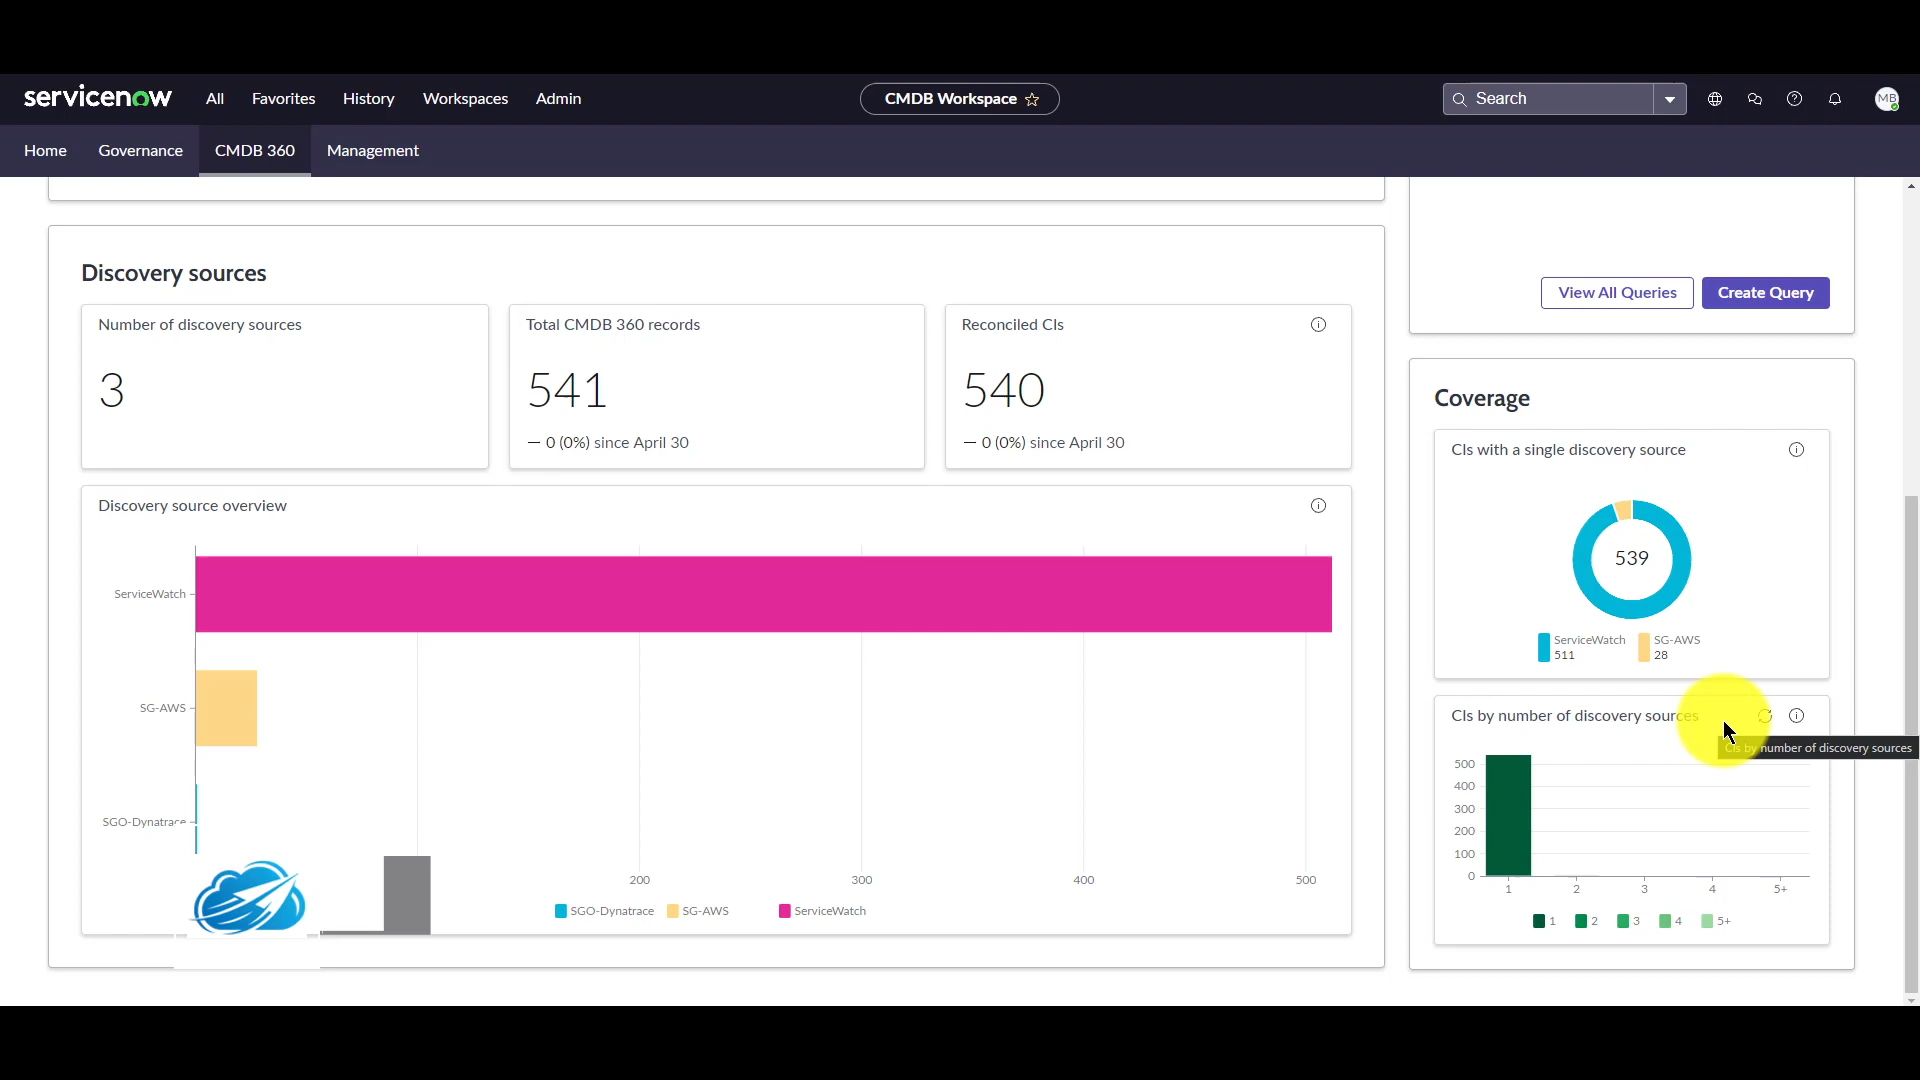 servicenow
All Favorites History Workspaces Admin
CMDB Workspace
Search
MB
Home Governance CMDB 360 Management
View All Queries Create Query
Discovery sources
Number of discovery sources
3
Total CMDB 360 records
541
— 0 (0%) since April 30
Reconciled CIs
540
— 0 (0%) since April 30
Discovery source overview
ServiceWatch
SG-AWS
SGO-Dynatrace
200 300 400 500
SGO-Dynatrace SG-AWS ServiceWatch
Coverage
CIs with a single discovery source
539
ServiceWatch
511
SG-AWS
28
CIs by number of discovery sources
CIs by number of discovery sources
500
400
300
200
100
0
1 2 3 4 5+
1 2 3 4 5+